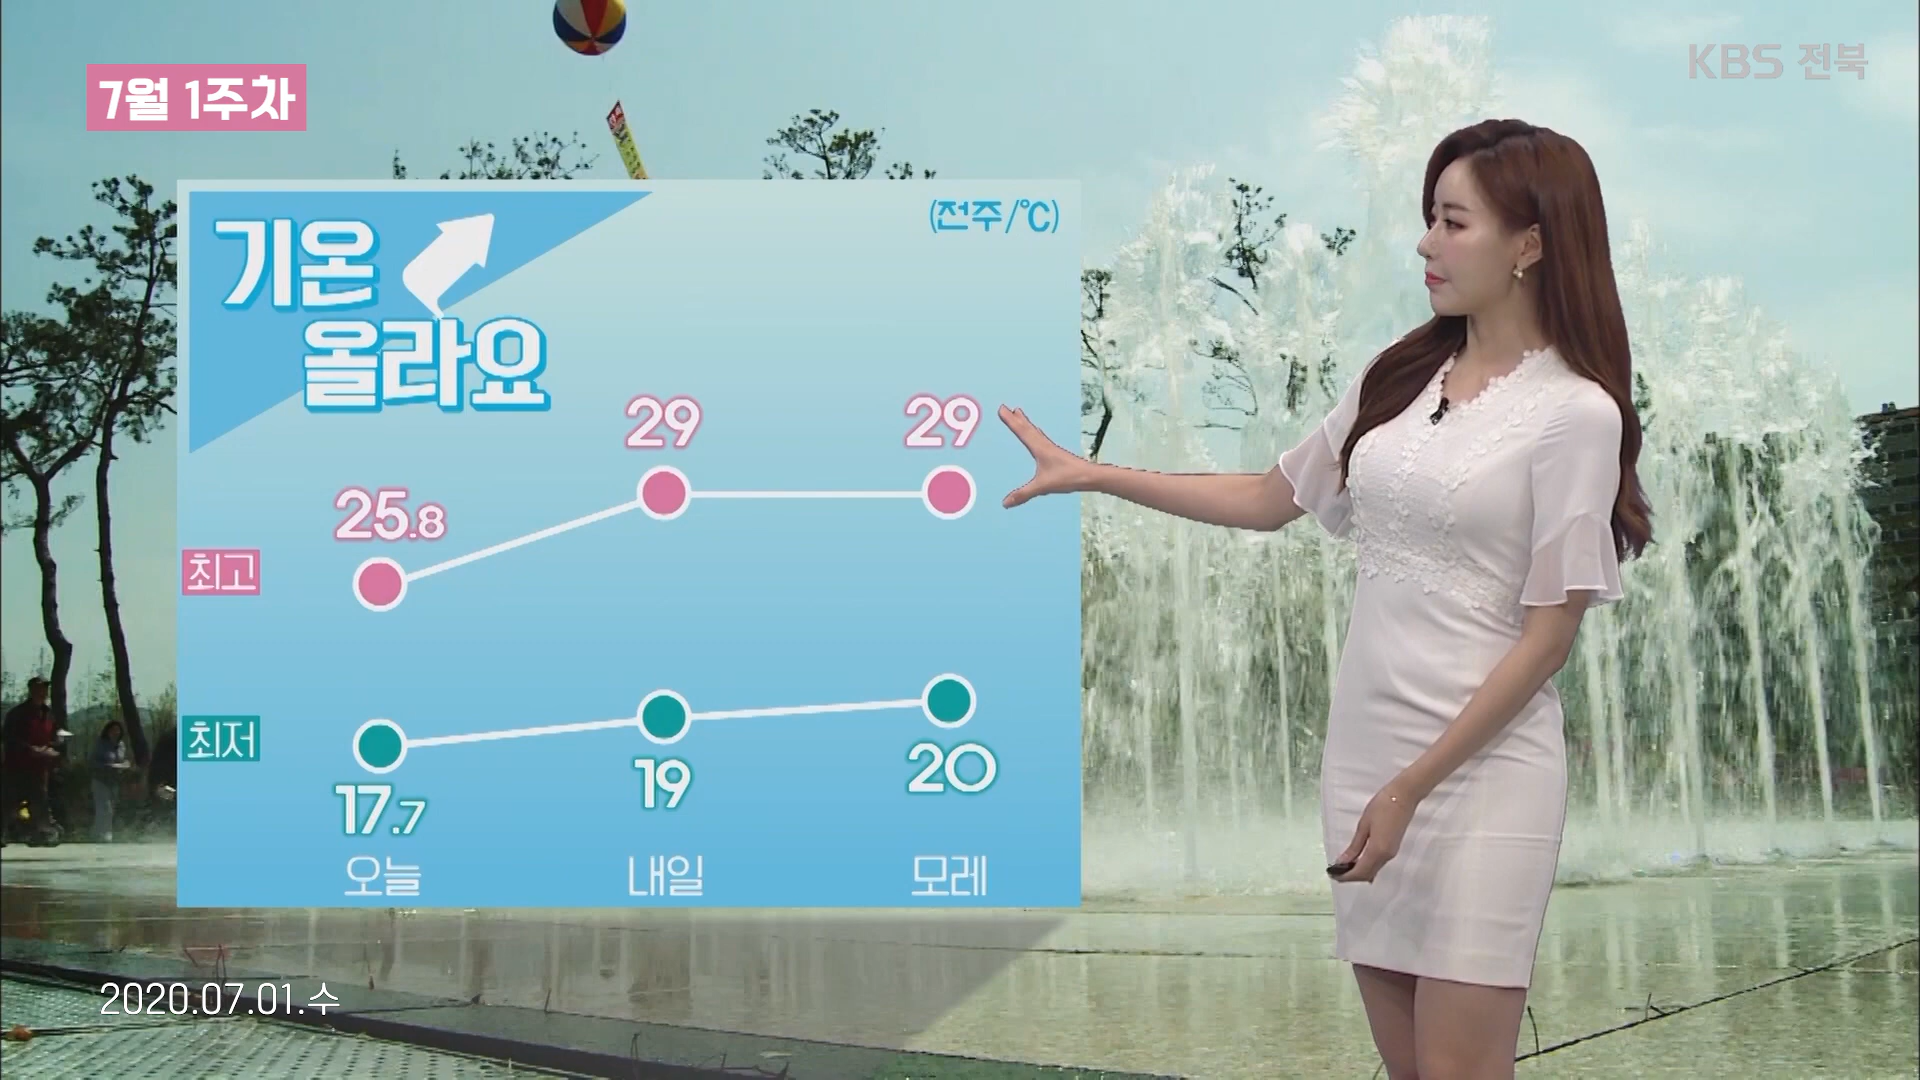 7월 1주차
KBS 전북
기온
올라요
(전주/℃)
29
29
25.8
최고
최저
17.7
19
20
오늘
내일
모레
2020.07.01.수